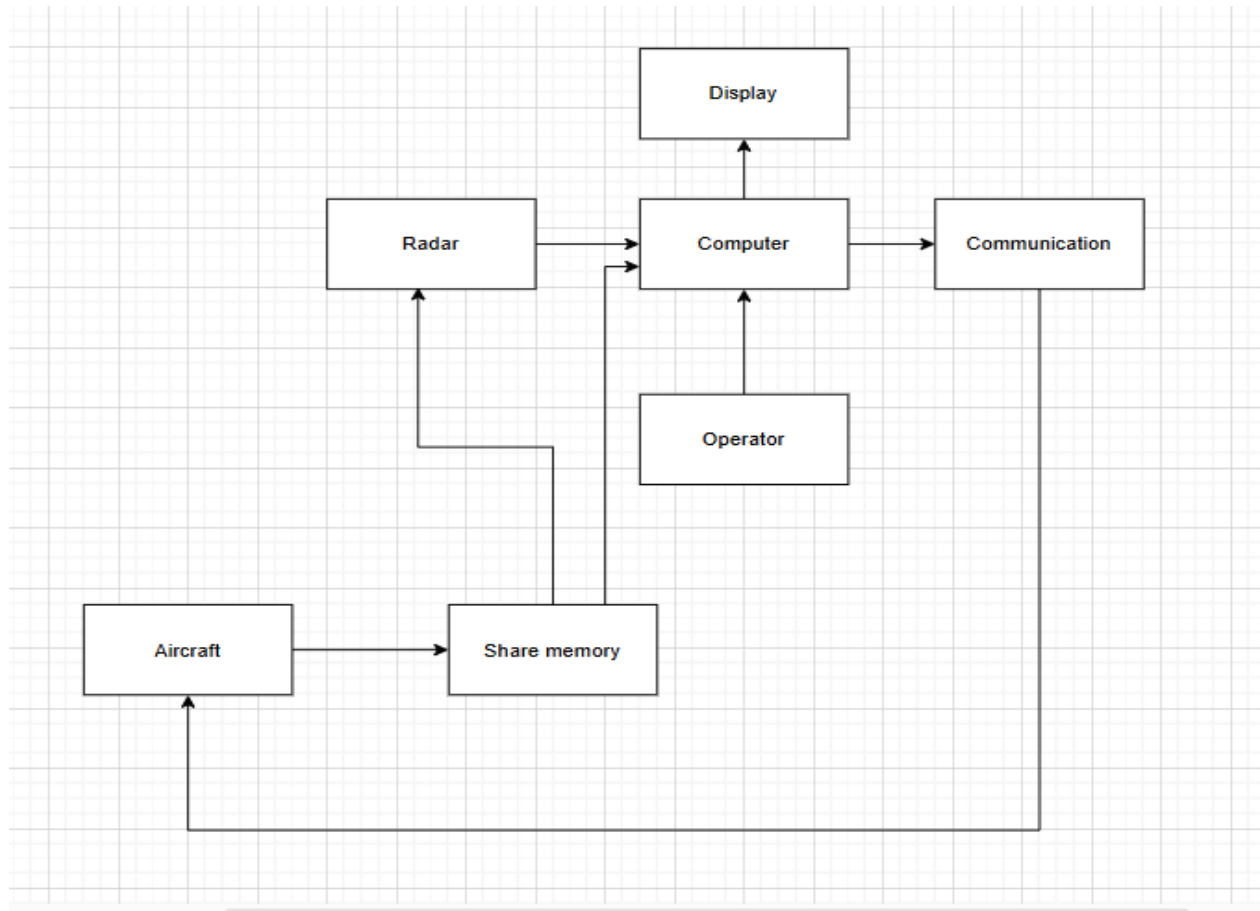 Display
Radar
Computer
Communication
Operator
Aircraft
Share memory